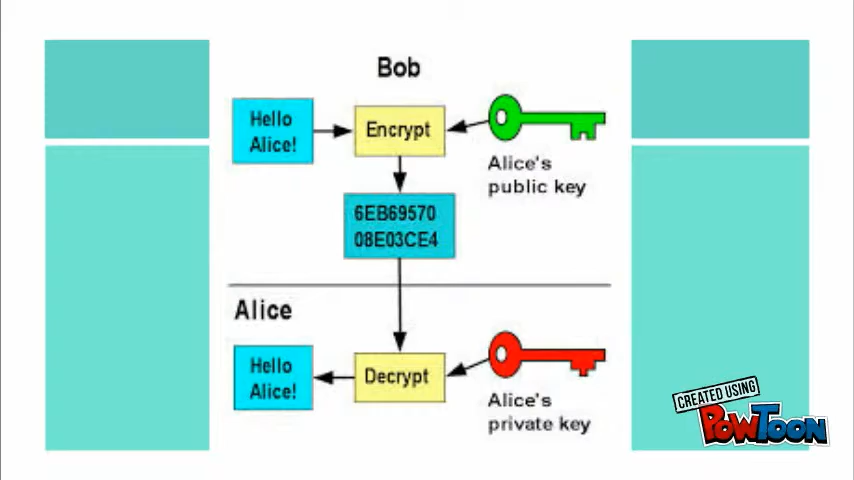 Bob
Hello
Alice!
Encrypt
Alice's
public key
6EB69570
08E03CE4
Alice
Hello
Alice!
Decrypt
Alice's
private key
CREATED USING
POWTOON